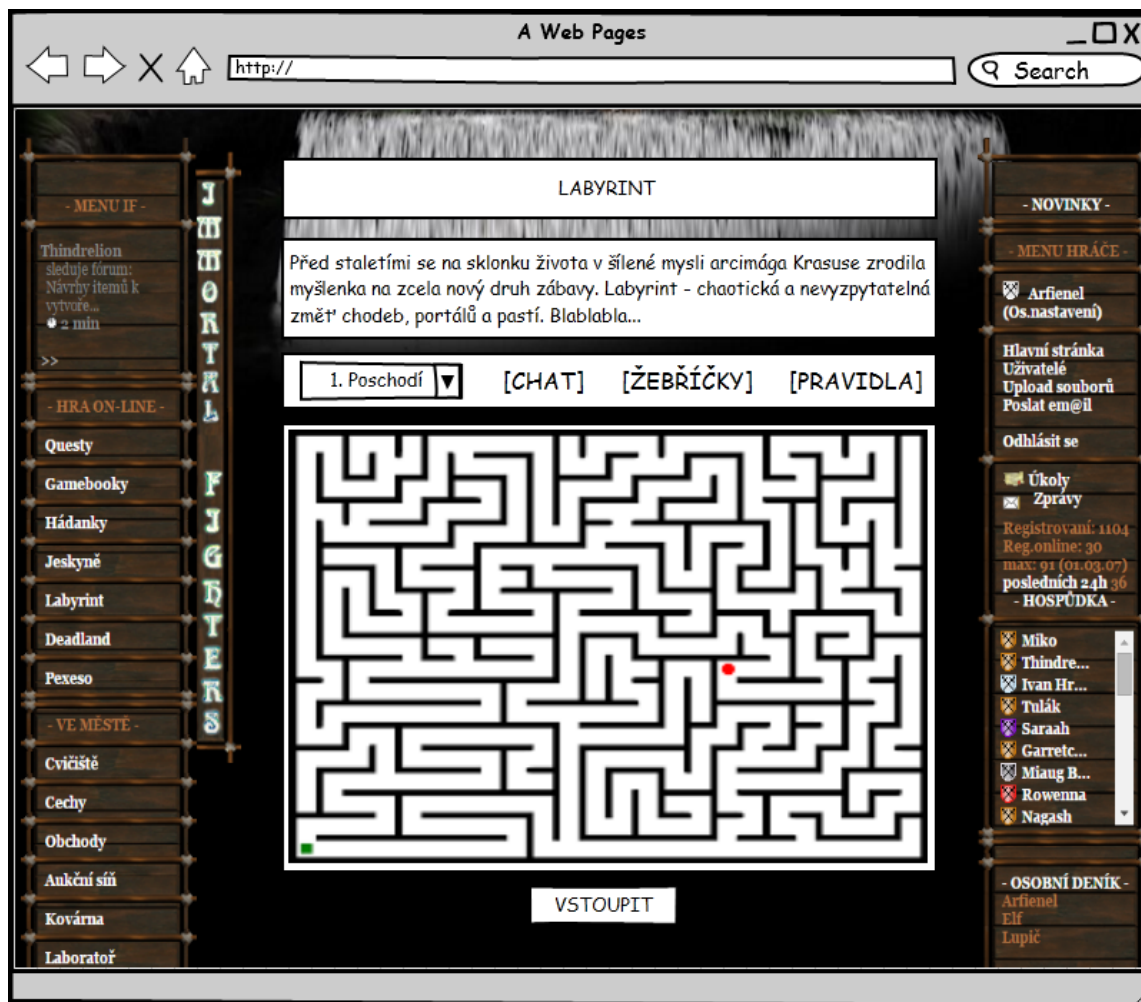 A Web Pages
http://
Search
- MENU IF -
Thindrelion
sleduje fórum:
Návrhy itemů k
vytvoře...
2 min
>>
- HRA ON-LINE -
Questy
Gamebooky
Hádanky
Jeskyně
Labyrint
Deadland
Pexeso
- VE MĚSTĚ -
Cvičiště
Cechy
Obchody
Aukční síň
Kovárna
Laboratoř
IMMORTAL FIGHTERS
LABYRINT
Před staletími se na sklonku života v šílené mysli arcimága Krasuse zrodila
myšlenka na zcela nový druh zábavy. Labyrint - chaotická a nevyzpytatelná
změť chodeb, portálů a pastí. Blablabla...
1. Poschodí
[CHAT] [ŽEBŘÍČKY] [PRAVIDLA]
VSTOUPIT
- NOVINKY -
- MENU HRÁČE -
Arfienel
(Os.nastavení)
Hlavní stránka
Uživatelé
Upload souborů
Poslat em@il
Odhlásit se
Úkoly
Zprávy
Registrovaní: 1104
Reg.online: 30
max: 91 (01.03.07)
posledních 24h 36
- HOSPŮDKA -
Miko
Thindre...
Ivan Hr...
Tulák
Saraah
Garretc...
Miaug B...
Rowenna
Nagash
- OSOBNÍ DENÍK -
Arfienel
Elf
Lupič